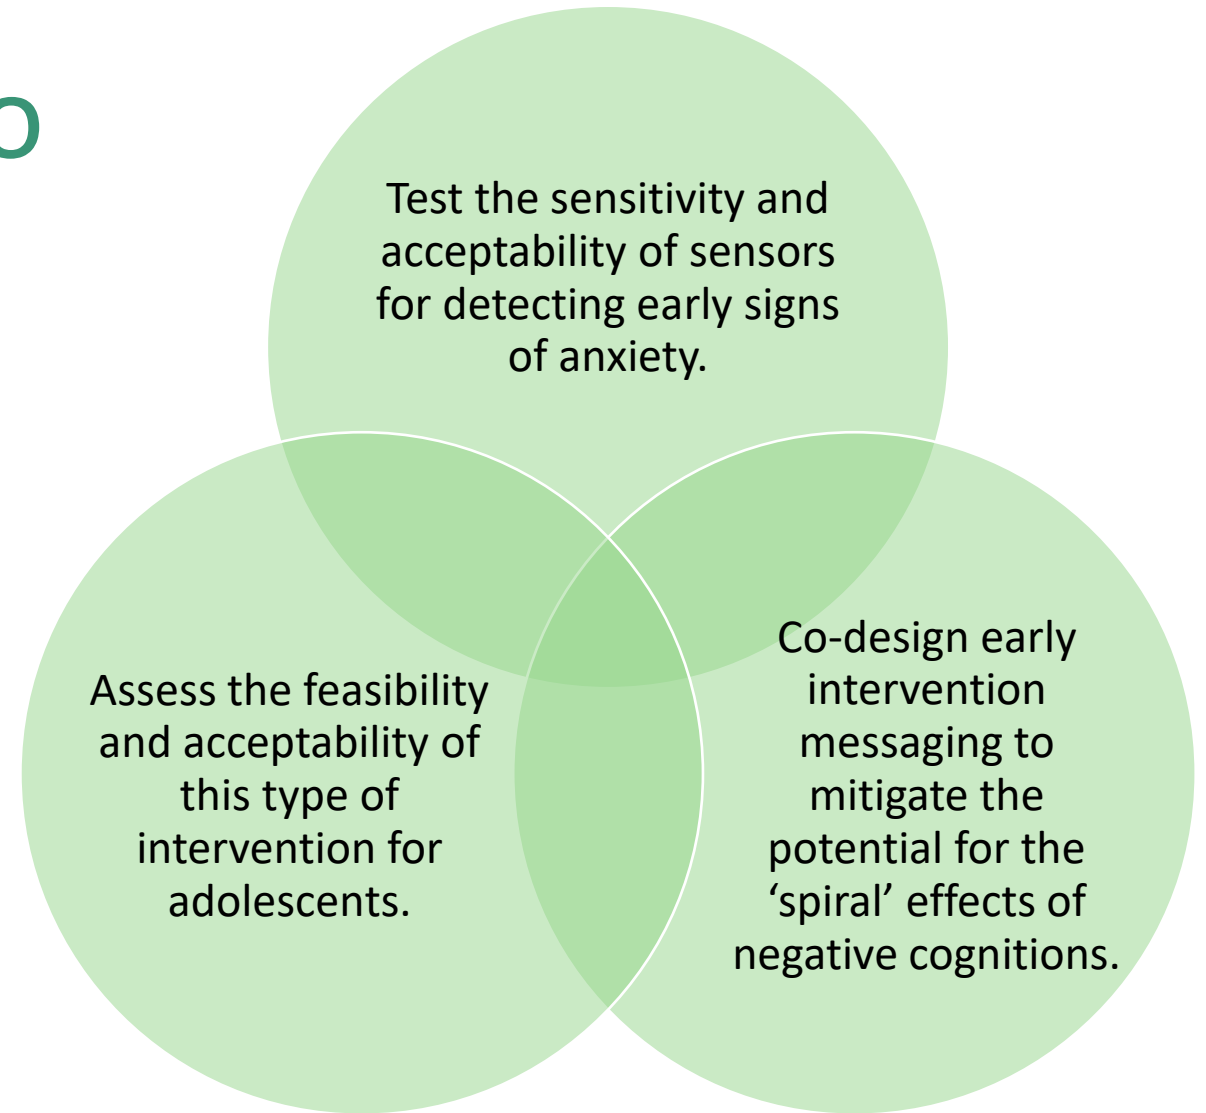 o
Test the sensitivity and
acceptability of sensors
for detecting early signs
of anxiety.
Assess the feasibility
and acceptability of
this type of
intervention for
adolescents.
Co-design early
intervention
messaging to
mitigate the
potential for the
‘spiral’ effects of
negative cognitions.